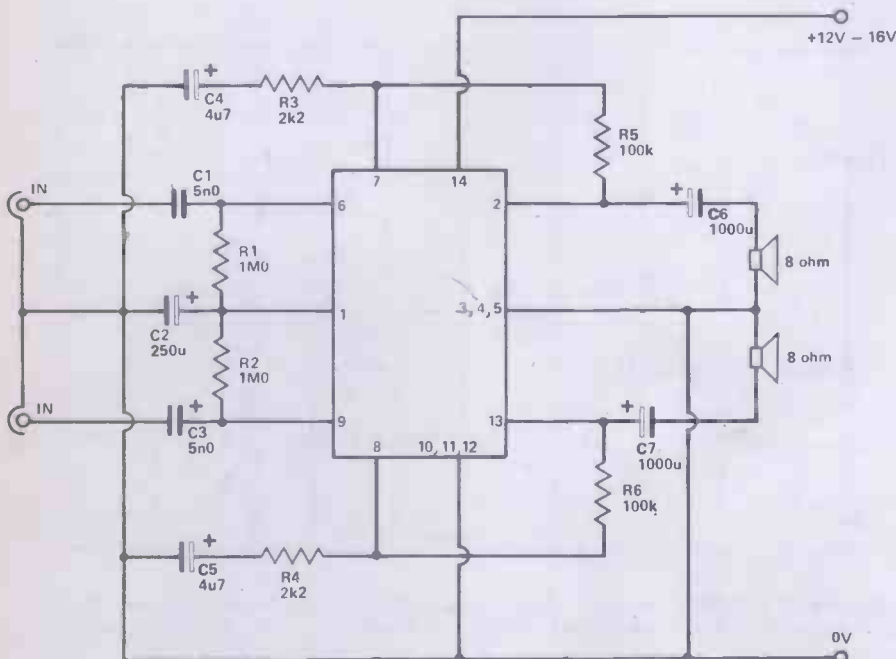 +12V – 16V
+
C4
4u7
R3
2k2
R5
100k
7
14
IN
C1
5n0
6
2
+
C6
1000u
R1
1M0
8 ohm
+
C2
250u
1
3,4,5
R2
1M0
8 ohm
IN
+
C3
5n0
9
13
+
C7
1000u
8
10, 11, 12
R6
100k
+
C5
4u7
R4
2k2
0V